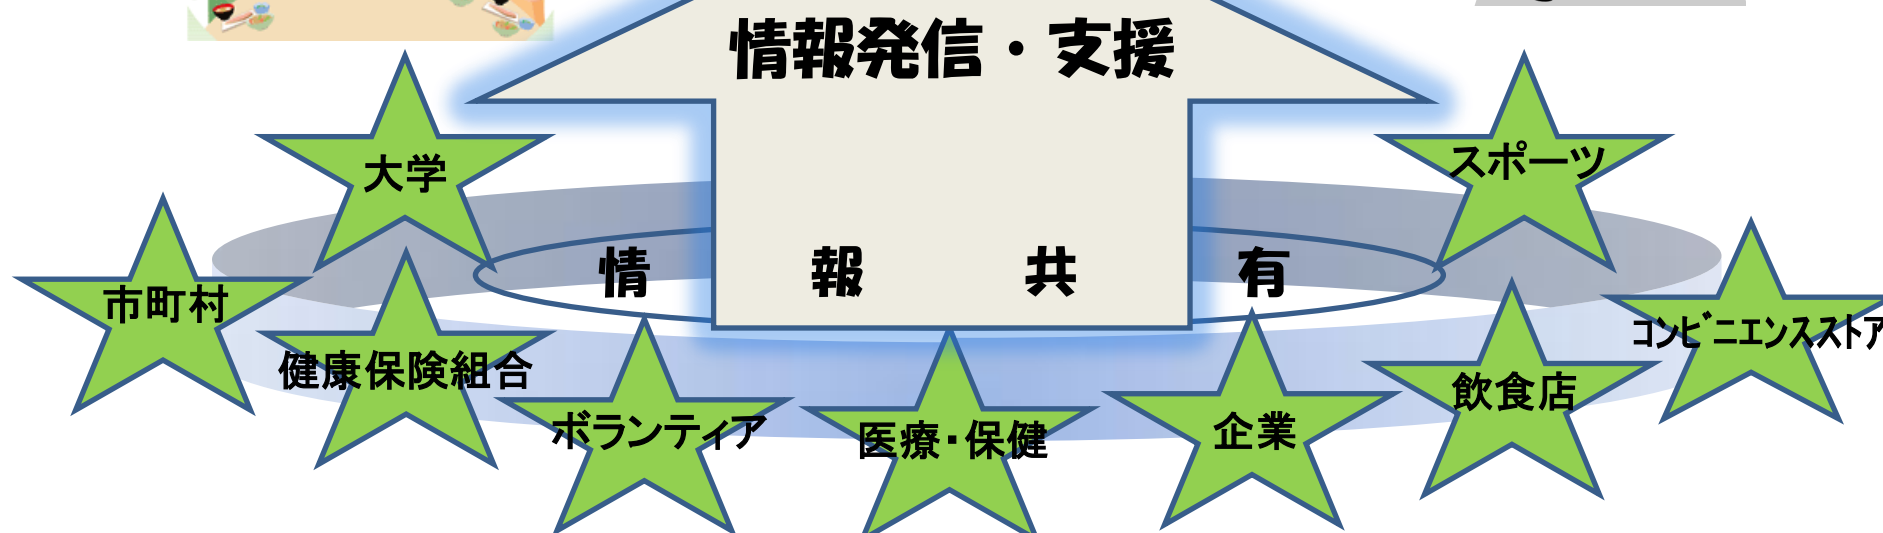 情報発信・支援
大学
スポーツ
情報共有
市町村
コンビニエンスストア
健康保険組合
飲食店
ボランティア
医療・保健
企業